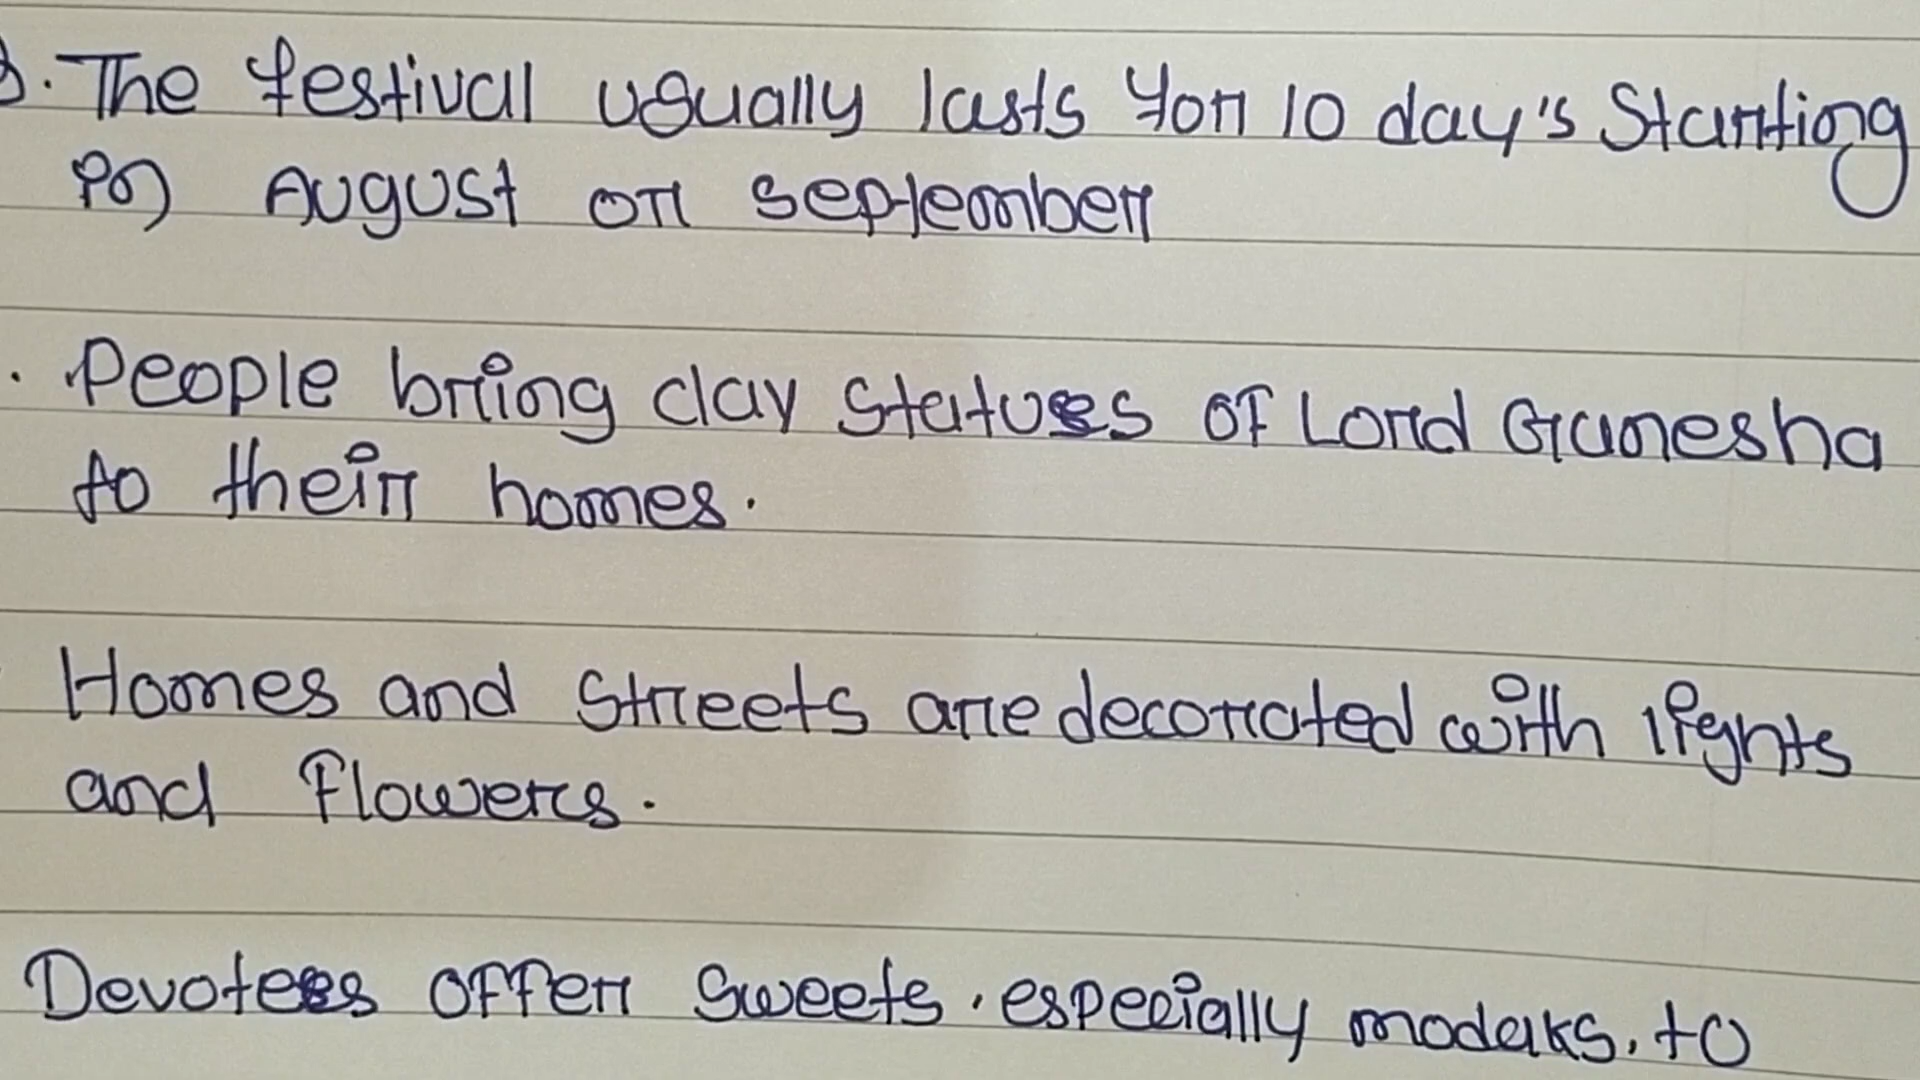 3. The festival usually lasts for 10 day's starting
in August or september
. People bring clay statues of Lord Ganesha
to their homes.
Homes and streets are decorated with lights
and flowers.
Devotees offer sweets. especially modaks. to